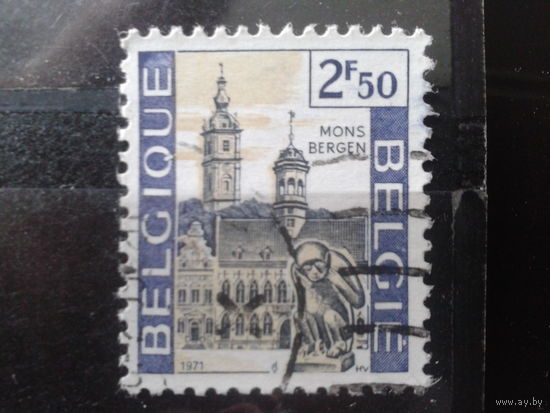 BELGIQUE
2F50
MONS
BERGEN
BELGIË
1971
HV
www.ay.by